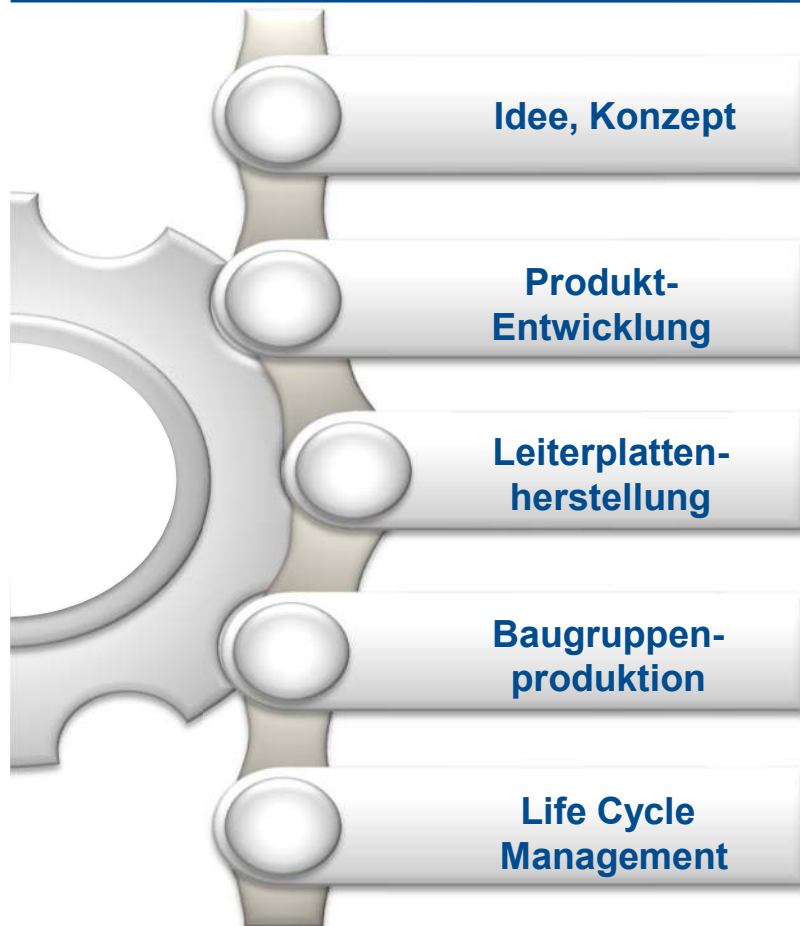 Idee, Konzept
Produkt-
Entwicklung
Leiterplatten-
herstellung
Baugruppen-
produktion
Life Cycle
Management